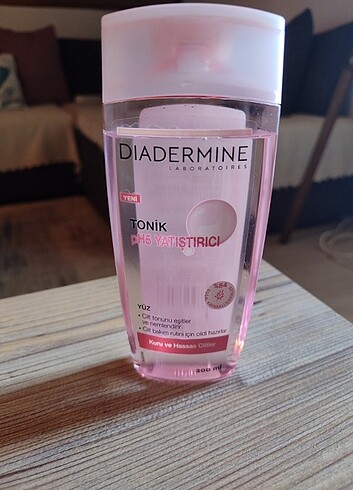 DIADERMINE
LABORATOIRES
YENİ
TONİK
pH5 YATIŞTIRICI
YÜZ
• Cilt tonunu eşitler
ve nemlendirir.
• Cilt bakım rutini için cildi hazırlar
Kuru ve Hassas Ciltler
200 ml